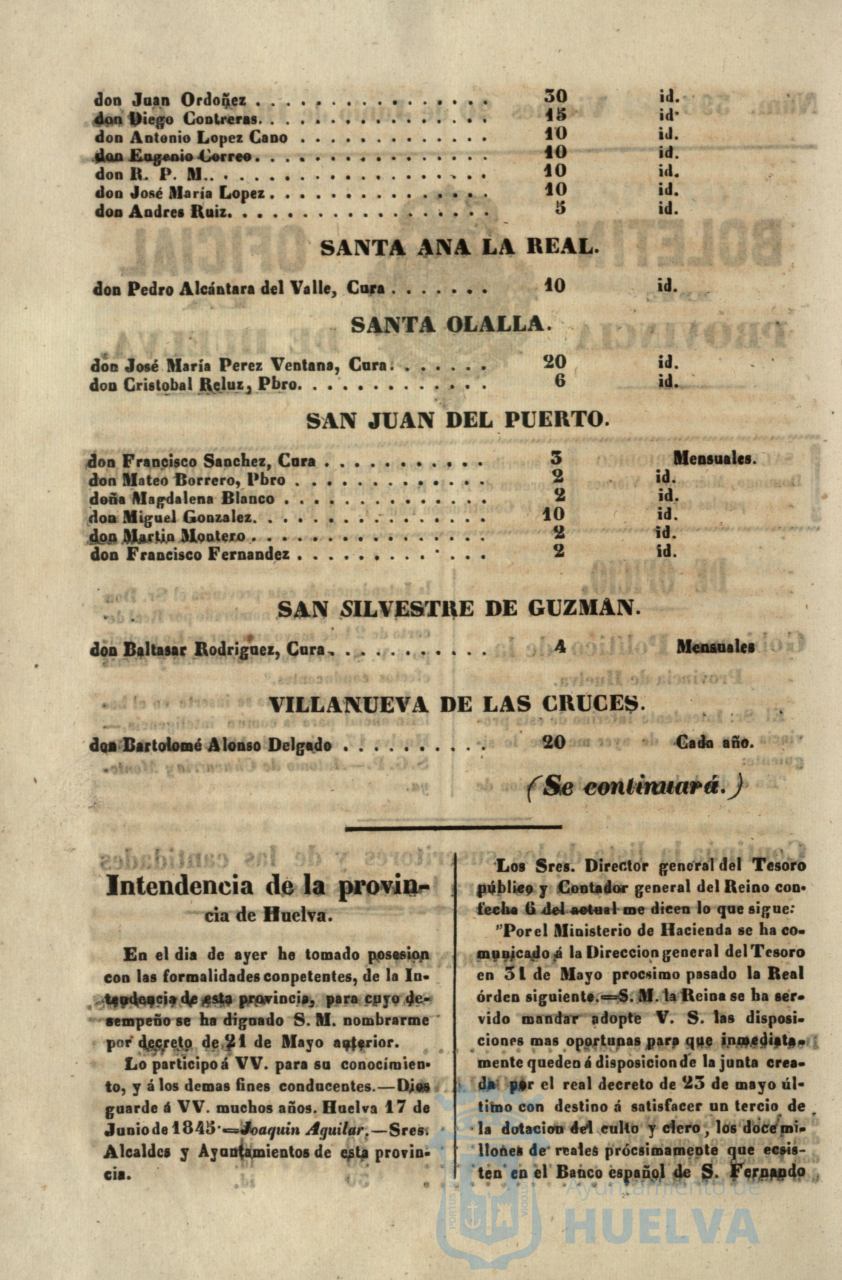 don Juan Ordoñez . . . . . . . . . . . . . . . . 30 id.
don Diego Contreras. . . . . . . . . . . . . . . . 15 id.
don Antonio Lopez Cano . . . . . . . . . . . . . 10 id.
don Eugenio Correo. . . . . . . . . . . . . . . . 10 id.
don R. P. M.. . . . . . . . . . . . . . . . . . . 10 id.
don José María Lopez. . . . . . . . . . . . . . . 10 id.
don Andres Ruiz. . . . . . . . . . . . . . . . . . 5 id.
SANTA ANA LA REAL.
don Pedro Alcántara del Valle, Cura . . . . . . . 10 id.
SANTA OLALLA.
don José María Perez Ventana, Cura. . . . . . . 20 id.
don Cristobal Reluz, Pbro. . . . . . . . . . . . . 6 id.
SAN JUAN DEL PUERTO.
don Francisco Sanchez, Cura . . . . . . . . . . . 3 Mensuales.
don Mateo Borrero, Pbro . . . . . . . . . . . . . 2 id.
doña Magdalena Blanco . . . . . . . . . . . . . . 2 id.
don Miguel Gonzalez. . . . . . . . . . . . . . . . 10 id.
don Martin Montero . . . . . . . . . . . . . . . . 2 id.
don Francisco Fernandez . . . . . . . . . . . . . 2 id.
SAN SILVESTRE DE GUZMAN.
don Baltasar Rodriguez, Cura. . . . . . . . . . . 4 Mensuales
VILLANUEVA DE LAS CRUCES.
don Bartolomé Alonso Delgado . . . . . . . . . . 20 Cada año.
(Se continuará.)
Intendencia de la provin-
cia de Huelva.
En el dia de ayer he tomado posesion
con las formalidades conpetentes, de la In-
tendencia de esta provincia, para cuyo de-
sempeño se ha dignado S. M. nombrarme
por decreto de 21 de Mayo anterior.
Lo participo á VV. para su conocimien-
to, y á los demas fines conducentes.—Dios
guarde á VV. muchos años. Huelva 17 de
Junio de 1845.=Joaquin Aguilar.—Sres.
Alcaldes y Ayuntamientos de esta provin-
cia.
Los Sres. Director general del Tesoro
público y Contador general del Reino con-
fecha 6 del actual me dicen lo que sigue:
"Por el Ministerio de Hacienda se ha co-
municado á la Direccion general del Tesoro
en 31 de Mayo procsimo pasado la Real
órden siguiente.=S. M. la Reina se ha ser-
vido mandar adopte V. S. las disposi-
ciones mas oportunas para que inmediata-
mente queden á disposicion de la junta crea-
da por el real decreto de 23 de mayo úl-
timo con destino á satisfacer un tercio de
la dotacion del culto y clero, los doce mi-
llones de reales prócsimamente que ecsis-
ten en el Banco español de S. Fernando
Ayuntamiento de
HUELVA